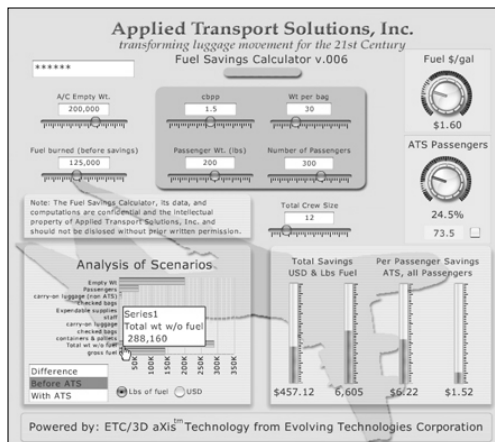 Applied Transport Solutions, Inc.
transforming luggage movement for the 21st Century
Fuel Savings Calculator v.006
******
Fuel $/gal
$1.60
A/C Empty Wt.
200,000
cbpp
1.5
Wt per bag
30
Fuel burned (before savings)
125,000
Passenger Wt. (lbs)
200
Number of Passengers
300
ATS Passengers
24.5%
73.5
Total Crew Size
12
Note: The Fuel Savings Calculator, its data, and
computations are confidential and the intellectual
property of Applied Transport Solutions, Inc. and
should not be dislosed without prior written permission.
Analysis of Scenarios
Empty Wt
Passengers
carry-on luggage (non ATS)
checked bags
Expendable supplies
staff
carry-on luggage
checked bags
containers & pallets
Total wt w/o fuel
gross fuel
Series1
Total wt w/o fuel
288,160
50K
100K
150K
200K
250K
300K
350K
Difference
Before ATS
With ATS
Lbs of fuel
USD
Total Savings
USD & Lbs Fuel
$457.12
6,605
Per Passenger Savings
ATS, all Passengers
$6.22
$1.52
Powered by: ETC/3D aXis™ Technology from Evolving Technologies Corporation